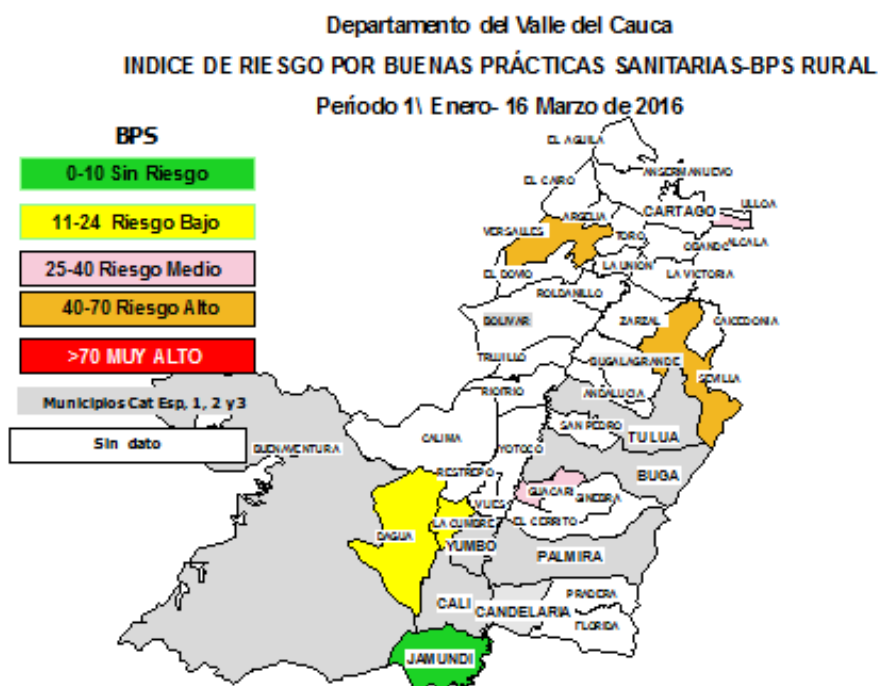 Departamento del Valle del Cauca
INDICE DE RIESGO POR BUENAS PRÁCTICAS SANITARIAS-BPS RURAL
Período 1\ Enero- 16 Marzo de 2016
BPS
0-10 Sin Riesgo
11-24 Riesgo Bajo
25-40 Riesgo Medio
40-70 Riesgo Alto
>70 MUY ALTO
Municipios Cat Esp, 1, 2 y3
Sin dato
EL AGUILA
ANSERMANUEVO
EL CAIRO
ULLOA
CARTAGO
ARGELIA
VERSALLES
TORO
OBANDO
ALCALA
LA UNION
EL DOVIO
LA VICTORIA
ROLDANILLO
BOLIVAR
ZARZAL
CAICEDONIA
TRUJILLO
BUGALAGRANDE
SEVILLA
RIOFRIO
ANDALUCIA
SAN PEDRO
TULUA
CALIMA
BUENAVENTURA
YOTOCO
RESTREPO
BUGA
GUACARI
GINEBRA
VIJES
LA CUMBRE
EL CERRITO
DAGUA
YUMBO
PALMIRA
PRADERA
CALI
CANDELARIA
FLORIDA
JAMUNDI